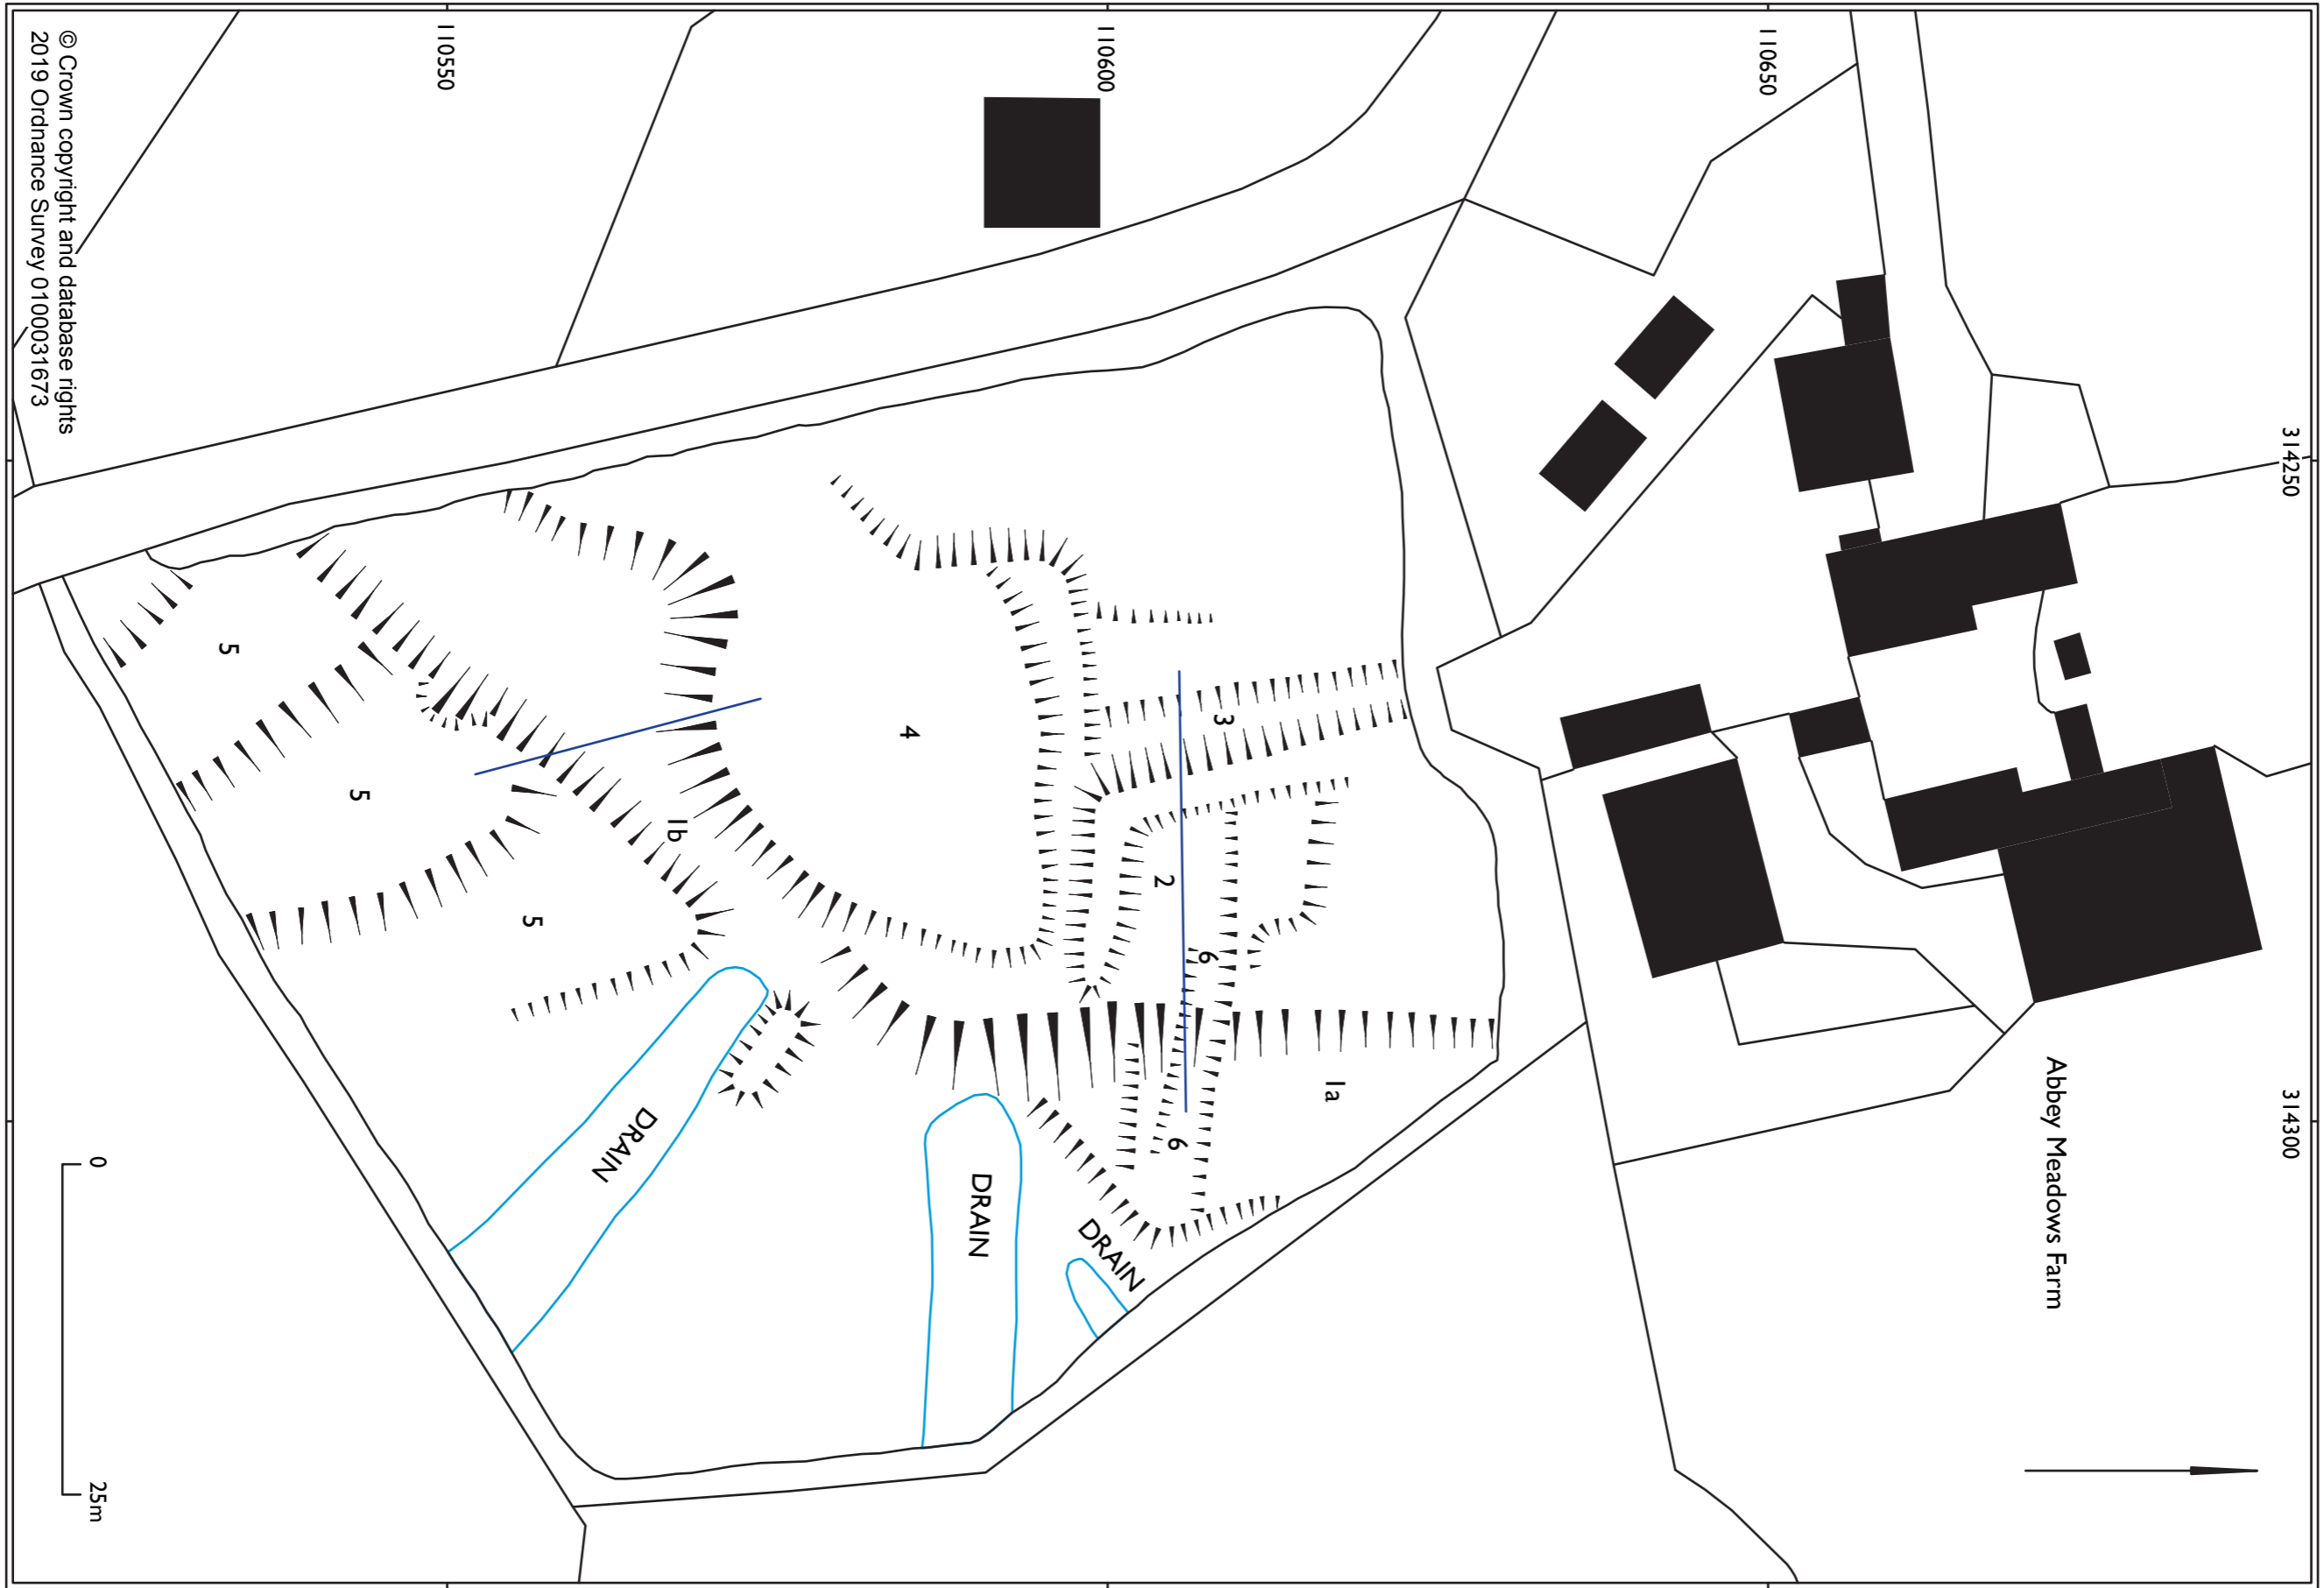 © Crown copyright and database rights
2019 Ordnance Survey 0100031673
110550
110600
110650
314250
314300
Abbey Meadows Farm
5
5
5
1b
4
3
2
6
6
1a
DRAIN
DRAIN
DRAIN
0
25m